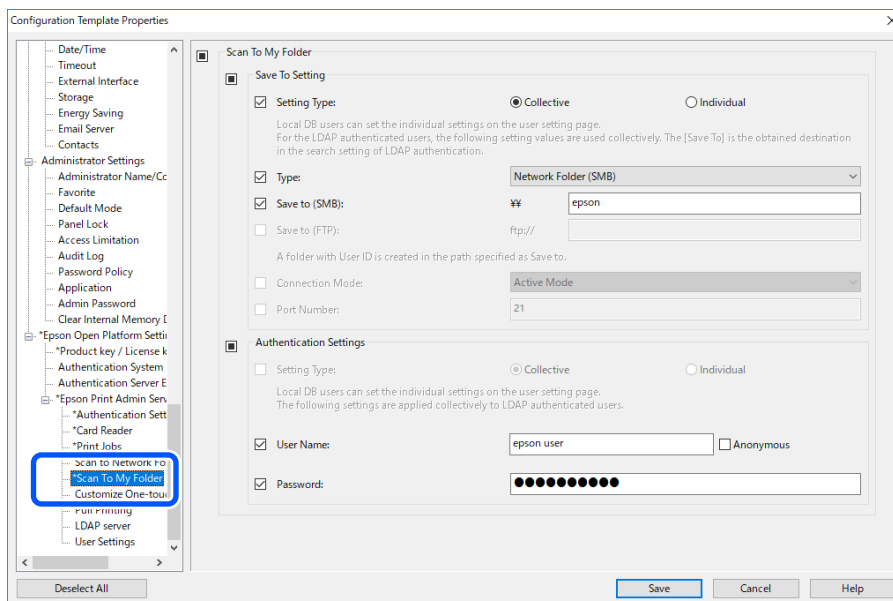 Configuration Template Properties
Date/Time
Timeout
External Interface
Storage
Energy Saving
Email Server
Contacts
Administrator Settings
Administrator Name/Co
Favorite
Default Mode
Panel Lock
Access Limitation
Audit Log
Password Policy
Application
Admin Password
Clear Internal Memory D
*Epson Open Platform Settin
*Product key / License k
Authentication System
Authentication Server E
*Epson Print Admin Serv
*Authentication Sett
*Card Reader
*Print Jobs
Scan to Network Fo
*Scan To My Folder
Customize One-touc
Pull Printing
LDAP server
User Settings
Scan To My Folder
Save To Setting
Setting Type: Collective Individual
Local DB users can set the individual settings on the user setting page.
For the LDAP authenticated users, the following setting values are used collectively. The [Save To] is the obtained destination
in the search setting of LDAP authentication.
Type: Network Folder (SMB)
Save to (SMB): ¥¥ epson
Save to (FTP): ftp://
A folder with User ID is created in the path specified as Save to.
Connection Mode: Active Mode
Port Number: 21
Authentication Settings
Setting Type: Collective Individual
Local DB users can set the individual settings on the user setting page.
The following settings are applied collectively to LDAP authenticated users.
User Name: epson user Anonymous
Password: ●●●●●●●●●●
Deselect All Save Cancel Help